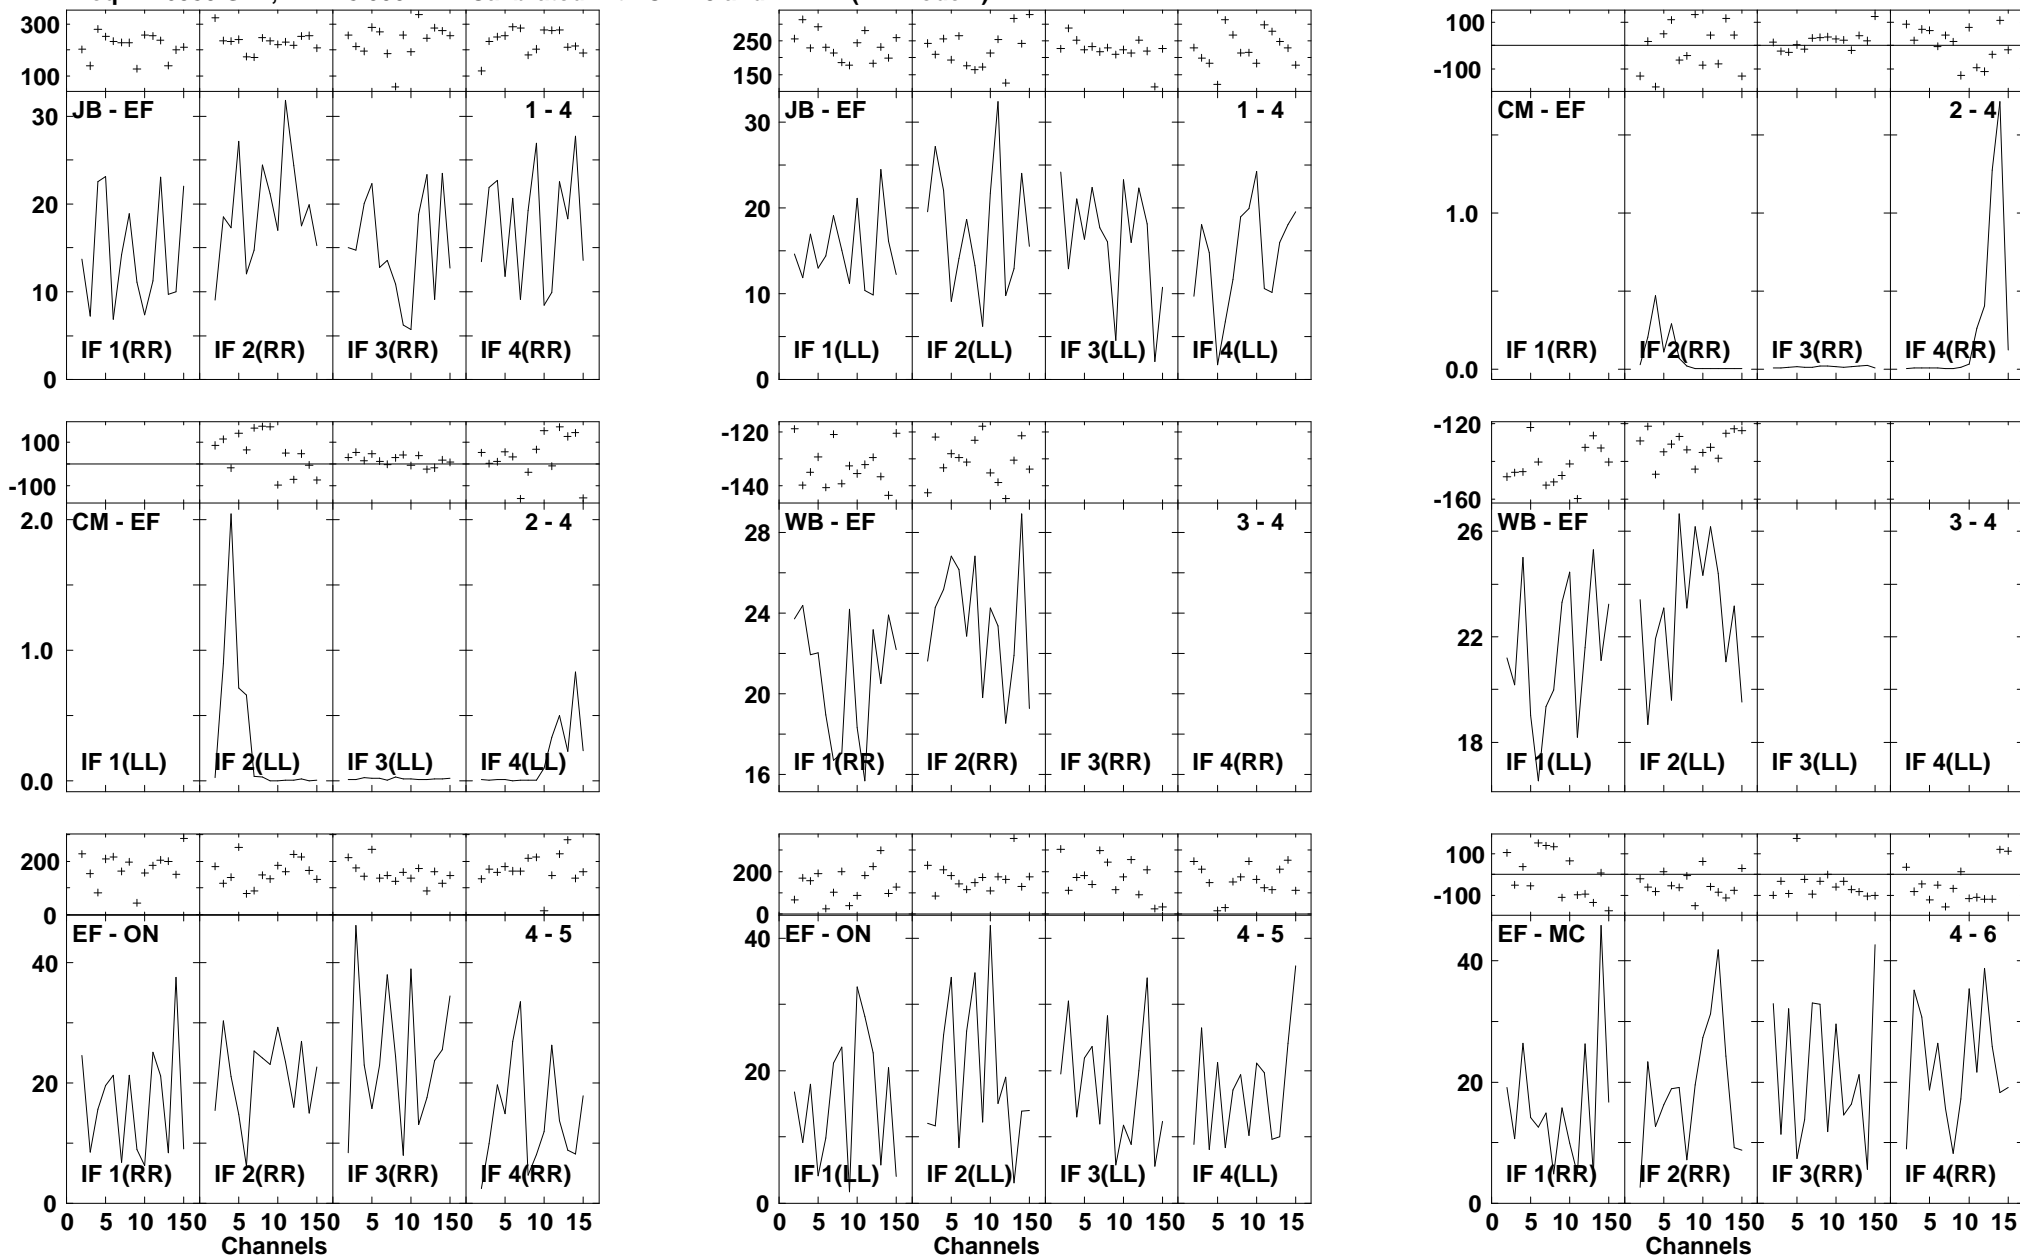 300
100
JB - EF 1 - 4
30
20
10
0
IF 1(RR) IF 2(RR) IF 3(RR) IF 4(RR)
250
150
JB - EF 1 - 4
30
20
10
0
IF 1(LL) IF 2(LL) IF 3(LL) IF 4(LL)
100
-100
CM - EF 2 - 4
1.0
0.0
IF 1(RR) IF 2(RR) IF 3(RR) IF 4(RR)
100
-100
CM - EF 2 - 4
2.0
1.0
0.0
IF 1(LL) IF 2(LL) IF 3(LL) IF 4(LL)
-120
-140
WB - EF 3 - 4
28
24
20
16
IF 1(RR) IF 2(RR) IF 3(RR) IF 4(RR)
-120
-160
WB - EF 3 - 4
26
22
18
IF 1(LL) IF 2(LL) IF 3(LL) IF 4(LL)
200
0
EF - ON 4 - 5
40
20
0
IF 1(RR) IF 2(RR) IF 3(RR) IF 4(RR)
0 5 10 150 5 10 150 5 10 150 5 10 15
Channels
200
0
EF - ON 4 - 5
40
20
0
IF 1(LL) IF 2(LL) IF 3(LL) IF 4(LL)
0 5 10 150 5 10 150 5 10 150 5 10 15
Channels
100
-100
EF - MC 4 - 6
40
20
0
IF 1(RR) IF 2(RR) IF 3(RR) IF 4(RR)
0 5 10 150 5 10 150 5 10 150 5 10 15
Channels